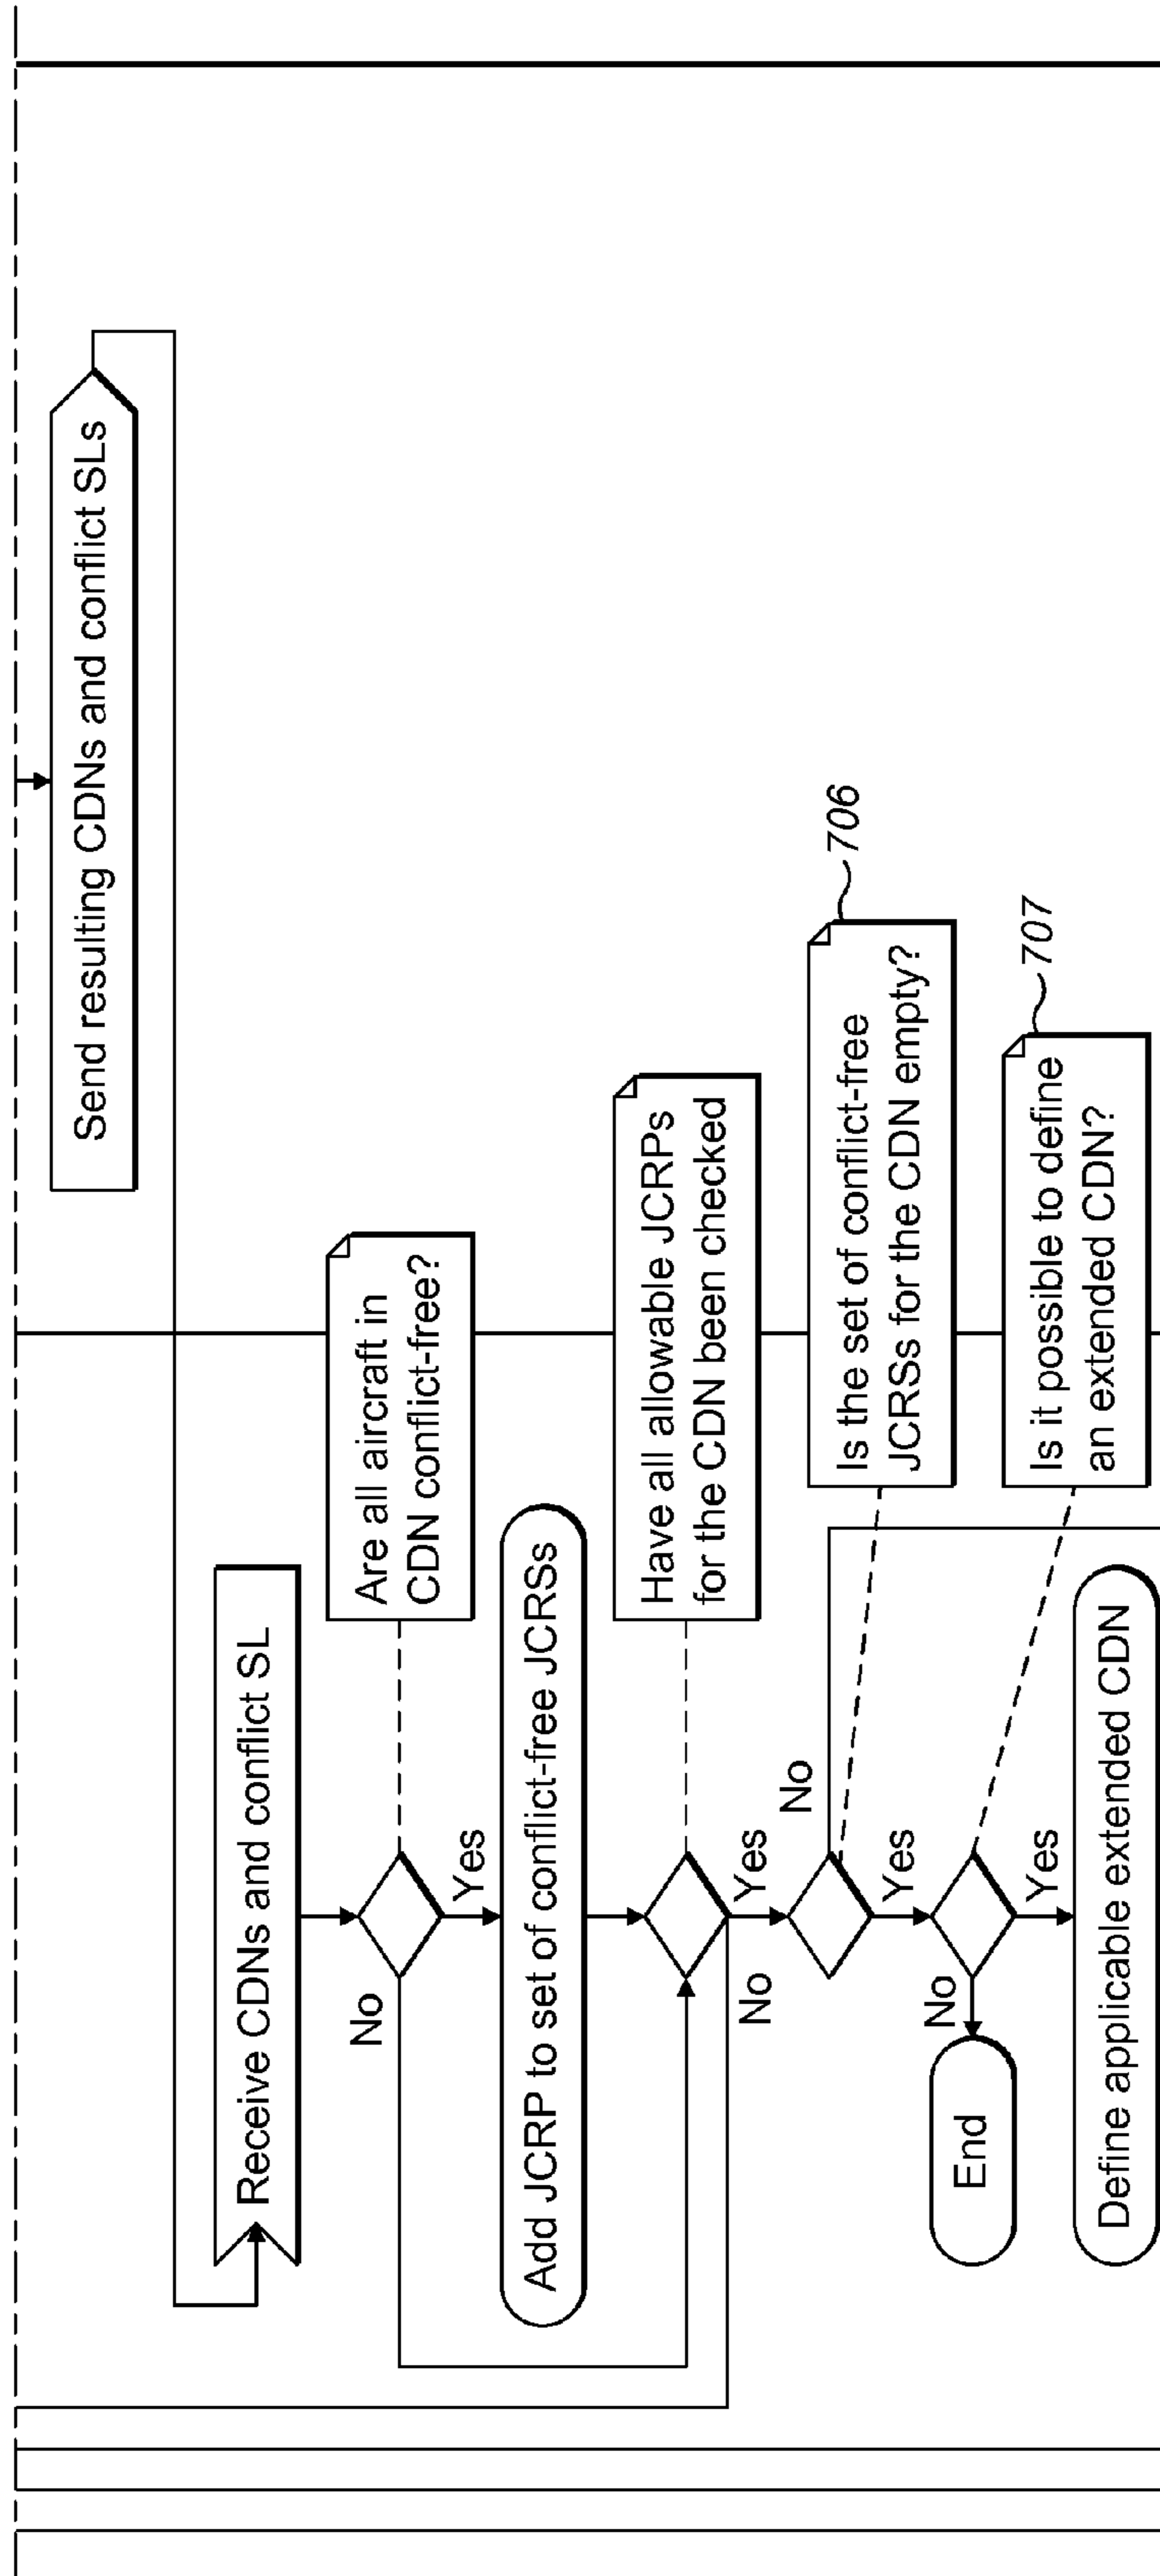 Send resulting CDNs and conflict SLs
Receive CDNs and conflict SL
Are all aircraft in
CDN conflict-free?
No
Yes
Add JCRP to set of conflict-free JCRSs
Have all allowable JCRPs
for the CDN been checked
No
Yes
No
Is the set of conflict-free
JCRSs for the CDN empty?
706
Yes
Is it possible to define
an extended CDN?
707
No
End
Yes
Define applicable extended CDN